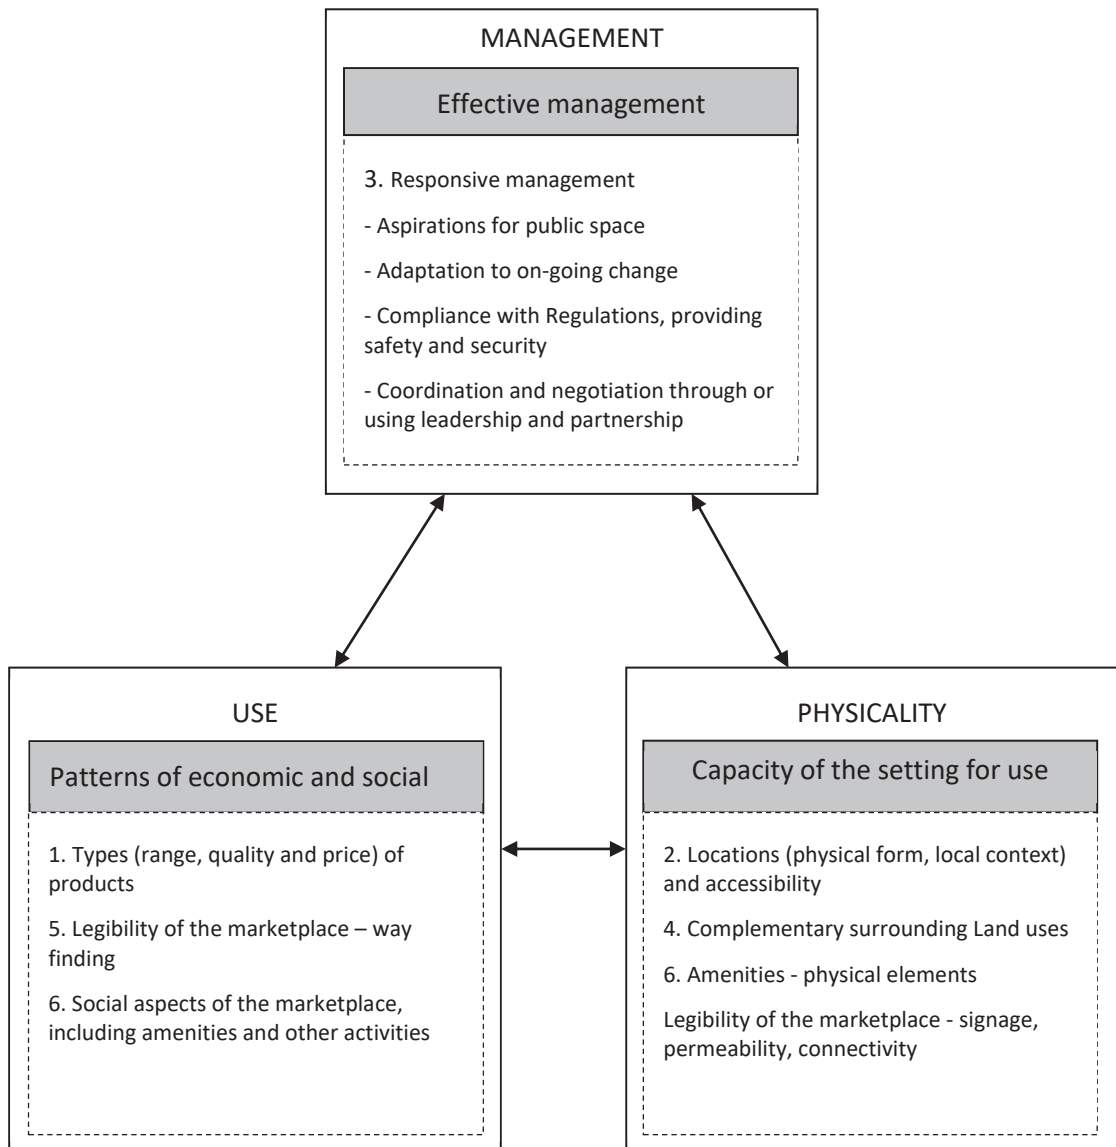 MANAGEMENT
Effective management
3. Responsive management
- Aspirations for public space
- Adaptation to on-going change
- Compliance with Regulations, providing
safety and security
- Coordination and negotiation through or
using leadership and partnership
USE
Patterns of economic and social
1. Types (range, quality and price) of
products
5. Legibility of the marketplace – way
finding
6. Social aspects of the marketplace,
including amenities and other activities
PHYSICALITY
Capacity of the setting for use
2. Locations (physical form, local context)
and accessibility
4. Complementary surrounding Land uses
6. Amenities - physical elements
Legibility of the marketplace - signage,
permeability, connectivity